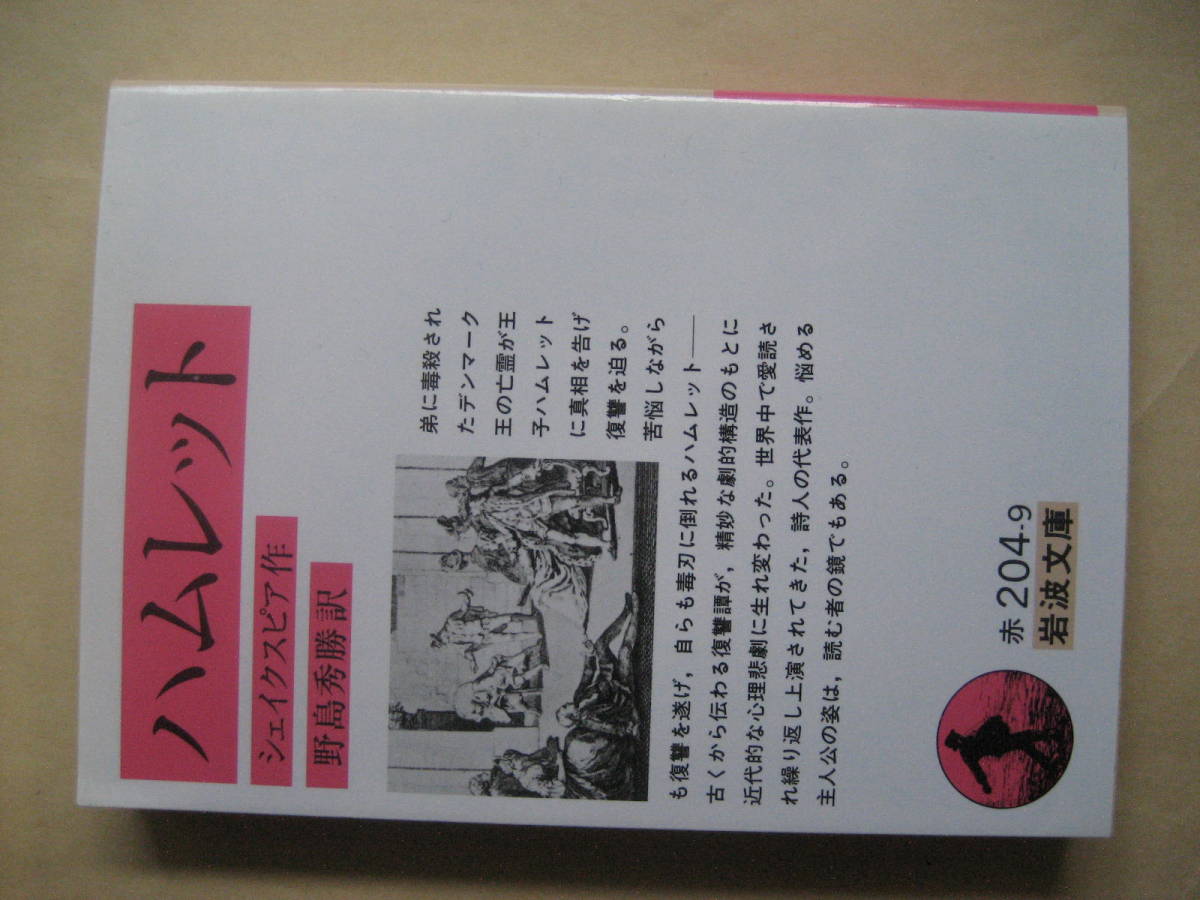 ハムレット
シェイクスピア作
野島秀勝訳
弟に毒殺され
たデンマーク
王の亡霊が王
子ハムレット
に真相を告げ
復讐を迫る。
苦悩しながら
も復讐を遂げ，自らも毒刃に倒れるハムレット――
古くから伝わる復讐譚が，精妙な劇的構造のもとに
近代的な心理悲劇に生れ変わった。世界中で愛読さ
れ繰り返し上演されてきた，詩人の代表作。悩める
主人公の姿は，読む者の鏡でもある。
赤 204-9
岩波文庫